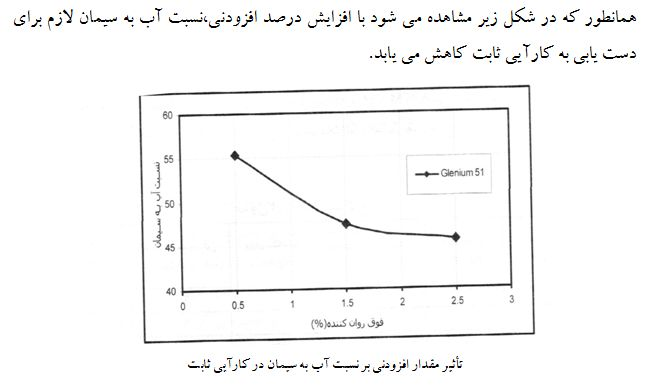 همانطور که در شکل زیر مشاهده می شود با افزایش درصد افزودنی،نسبت آب به سیمان لازم برای
دست یابی به کارآیی ثابت کاهش می یابد.
60
55
50
45
40
نسبت آب به سیمان
Glenium 51
0 0.5 1 1.5 2 2.5 3
فوق روان کننده(%)
تأثیر مقدار افزودنی بر نسبت آب به سیمان در کارآیی ثابت